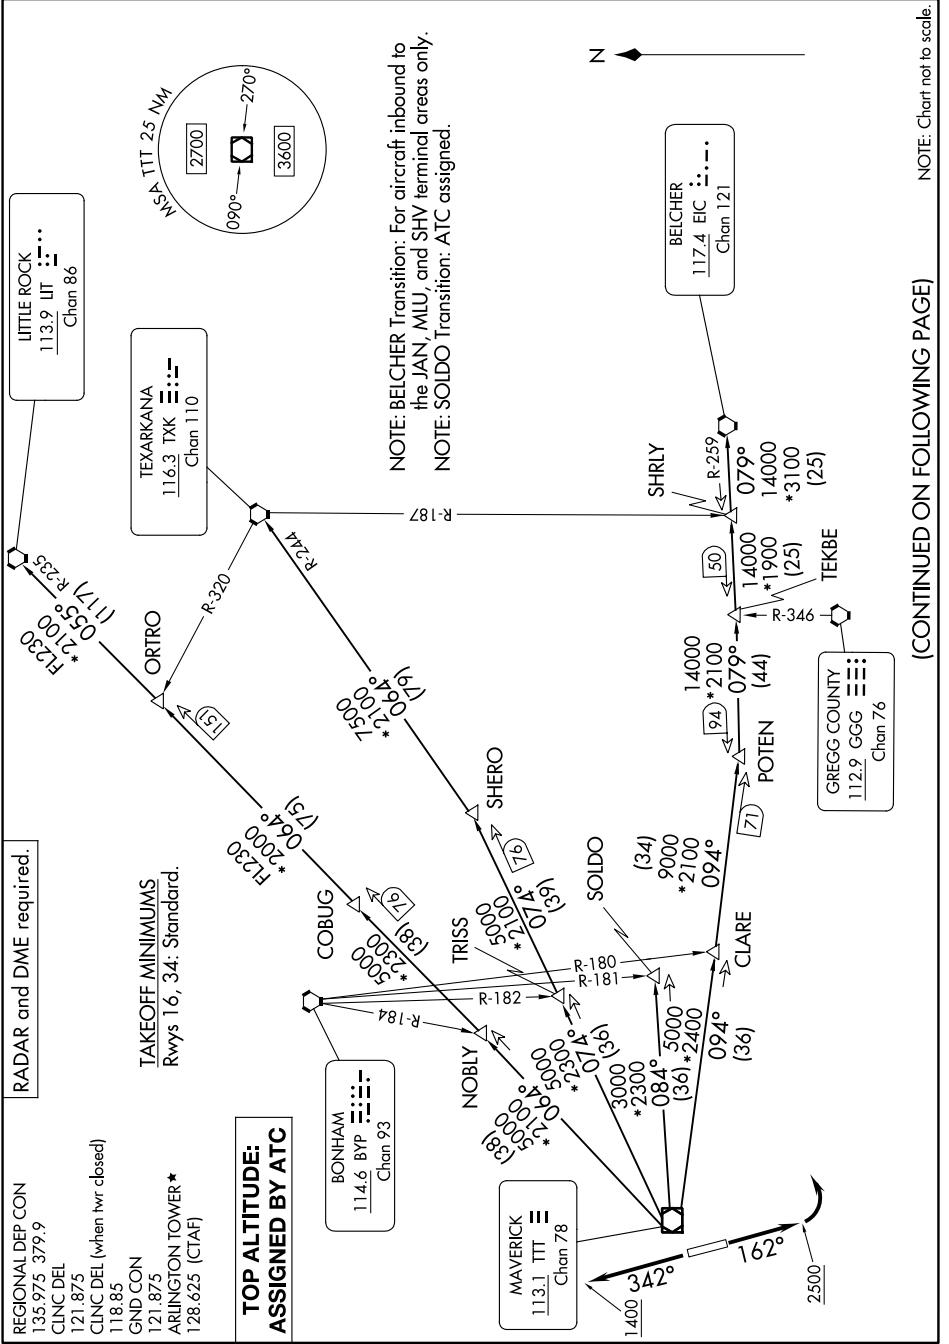 REGIONAL DEP CON
135.975 379.9
CLNC DEL
121.875
CLNC DEL (when twr closed)
118.85
GND CON
121.875
ARLINGTON TOWER★
128.625 (CTAF)
RADAR and DME required.
TAKEOFF MINIMUMS
Rwys 16, 34: Standard.
TOP ALTITUDE:
ASSIGNED BY ATC
LITTLE ROCK
113.9 LIT
Chan 86
MSA TTT 25 NM
2700
090°
270°
3600
TEXARKANA
116.3 TXK
Chan 110
NOTE: BELCHER Transition: For aircraft inbound to
the JAN, MLU, and SHV terminal areas only.
NOTE: SOLDO Transition: ATC assigned.
N
R-235
FL230
*2100
055°
(117)
ORTRO
R-320
151
FL230
*2000
064°
(75)
COBUG
76
5000
*2300
(38)
NOBLY
5000
*2100
064°
(38)
R-244
7500
*2100
064°
(79)
SHERO
76
5000
*2100
074°
(39)
TRISS
5000
*2300
074°
(36)
BONHAM
114.6 BYP
Chan 93
R-184
R-182
R-181
R-180
SOLDO
3000
*2300
084°
(36)
CLARE
5000
*2400
094°
(36)
(34)
9000
*2100
094°
71
POTEN
94
14000
*2100
079°
(44)
TEKBE
R-346
GREGG COUNTY
112.9 GGG
Chan 76
50
14000
*1900
(25)
SHRLY
R-187
R-259
079°
14000
*3100
(25)
BELCHER
117.4 EIC
Chan 121
MAVERICK
113.1 TTT
Chan 78
342°
1400
162°
2500
NOTE: Chart not to scale.
(CONTINUED ON FOLLOWING PAGE)